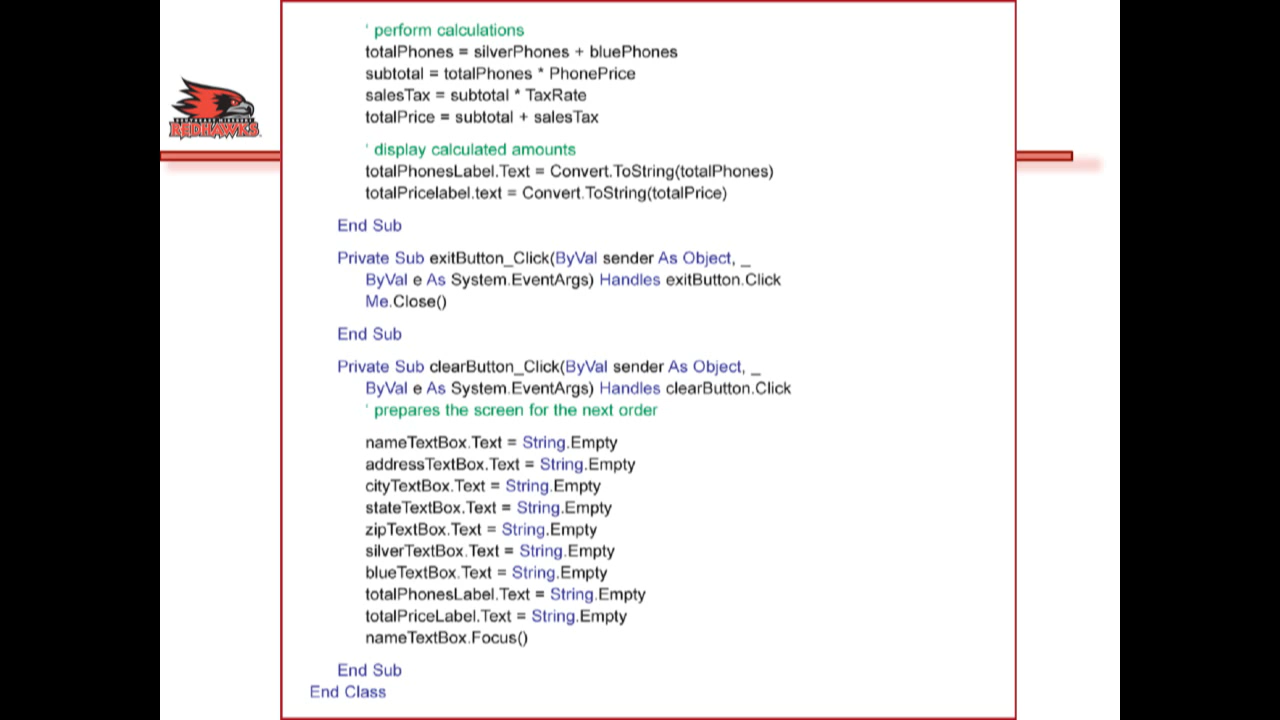 ' perform calculations
totalPhones = silverPhones + bluePhones
subtotal = totalPhones * PhonePrice
salesTax = subtotal * TaxRate
totalPrice = subtotal + salesTax
' display calculated amounts
totalPhonesLabel.Text = Convert.ToString(totalPhones)
totalPricelabel.text = Convert.ToString(totalPrice)
End Sub
Private Sub exitButton_Click(ByVal sender As Object, _
ByVal e As System.EventArgs) Handles exitButton.Click
Me.Close()
End Sub
Private Sub clearButton_Click(ByVal sender As Object, _
ByVal e As System.EventArgs) Handles clearButton.Click
' prepares the screen for the next order
nameTextBox.Text = String.Empty
addressTextBox.Text = String.Empty
cityTextBox.Text = String.Empty
stateTextBox.Text = String.Empty
zipTextBox.Text = String.Empty
silverTextBox.Text = String.Empty
blueTextBox.Text = String.Empty
totalPhonesLabel.Text = String.Empty
totalPriceLabel.Text = String.Empty
nameTextBox.Focus()
End Sub
End Class
REDHAWKS